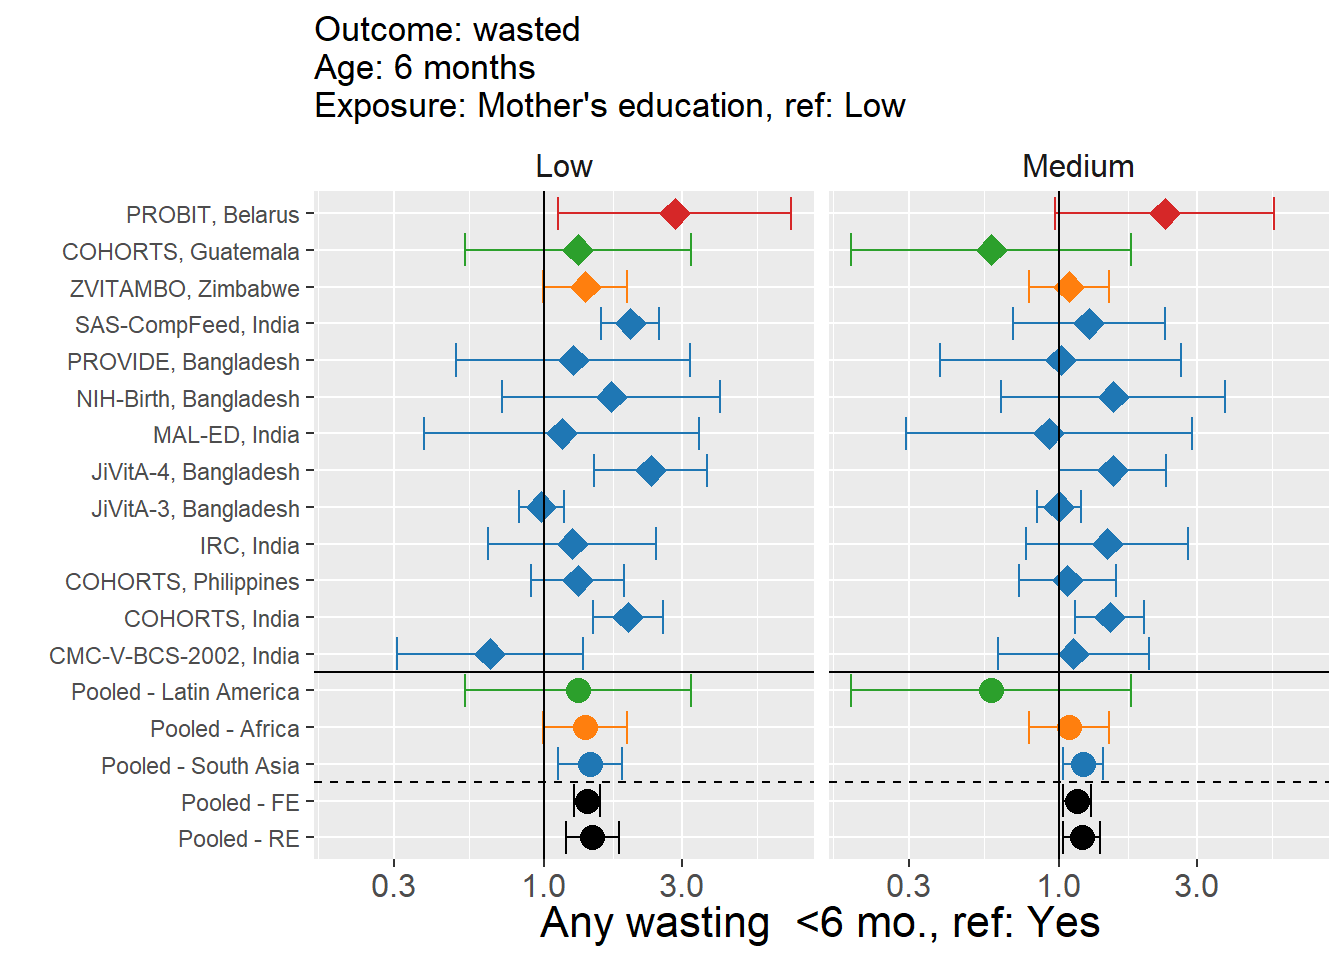 Outcome: wasted
Age: 6 months
Exposure: Mother's education, ref: Low
Low
Medium
PROBIT, Belarus
COHORTS, Guatemala
ZVITAMBO, Zimbabwe
SAS-CompFeed, India
PROVIDE, Bangladesh
NIH-Birth, Bangladesh
MAL-ED, India
JiVitA-4, Bangladesh
JiVitA-3, Bangladesh
IRC, India
COHORTS, Philippines
COHORTS, India
CMC-V-BCS-2002, India
Pooled - Latin America
Pooled - Africa
Pooled - South Asia
Pooled - FE
Pooled - RE
0.3 1.0 3.0
0.3 1.0 3.0
Any wasting  <6 mo., ref: Yes